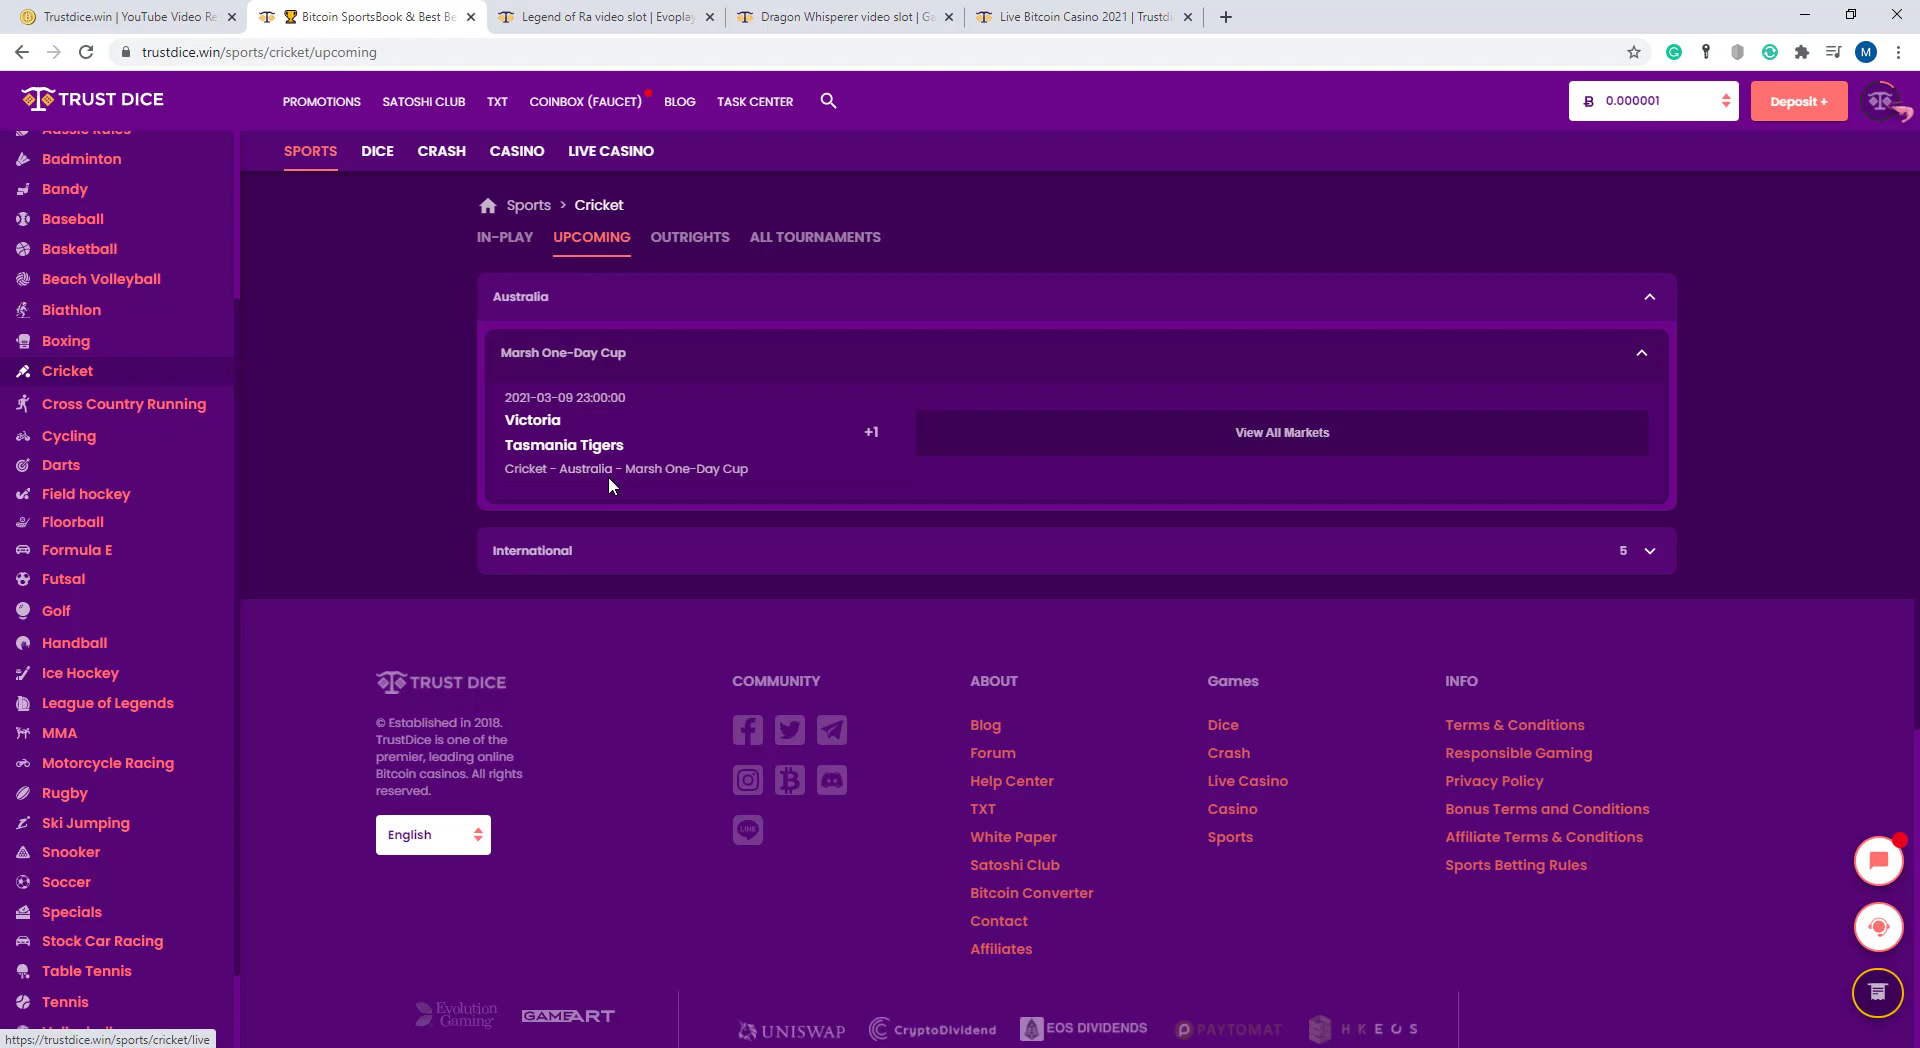 Trustdice.win | YouTube Video Re
Bitcoin SportsBook & Best Be
Legend of Ra video slot | Evoplay
Dragon Whisperer video slot | Ga
Live Bitcoin Casino 2021 | Trustdi
trustdice.win/sports/cricket/upcoming
M
TRUST DICE
PROMOTIONS
SATOSHI CLUB
TXT
COINBOX (FAUCET)
BLOG
TASK CENTER
0.000001
Deposit +
SPORTS
DICE
CRASH
CASINO
LIVE CASINO
Aussie Rules
Badminton
Bandy
Baseball
Basketball
Beach Volleyball
Biathlon
Boxing
Cricket
Cross Country Running
Cycling
Darts
Field hockey
Floorball
Formula E
Futsal
Golf
Handball
Ice Hockey
League of Legends
MMA
Motorcycle Racing
Rugby
Ski Jumping
Snooker
Soccer
Specials
Stock Car Racing
Table Tennis
Tennis
https://trustdice.win/sports/cricket/live
Sports > Cricket
IN-PLAY
UPCOMING
OUTRIGHTS
ALL TOURNAMENTS
Australia
Marsh One-Day Cup
2021-03-09 23:00:00
Victoria
Tasmania Tigers
Cricket - Australia - Marsh One-Day Cup
+1
View All Markets
International
5
TRUST DICE
© Established in 2018.
TrustDice is one of the
premier, leading online
Bitcoin casinos. All rights
reserved.
English
COMMUNITY
LINE
ABOUT
Blog
Forum
Help Center
TXT
White Paper
Satoshi Club
Bitcoin Converter
Contact
Affiliates
Games
Dice
Crash
Live Casino
Casino
Sports
INFO
Terms & Conditions
Responsible Gaming
Privacy Policy
Bonus Terms and Conditions
Affiliate Terms & Conditions
Sports Betting Rules
Evolution
Gaming
GAMEART
UNISWAP
CryptoDividend
EOS DIVIDENDS
PAYTOMAT
HKEOS